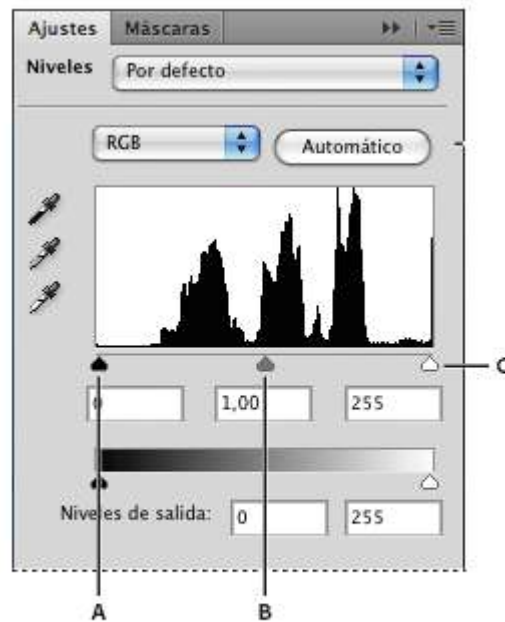 Ajustes Máscaras
Niveles Por defecto
RGB Automático
C
0 1,00 255
Niveles de salida: 0 255
A B